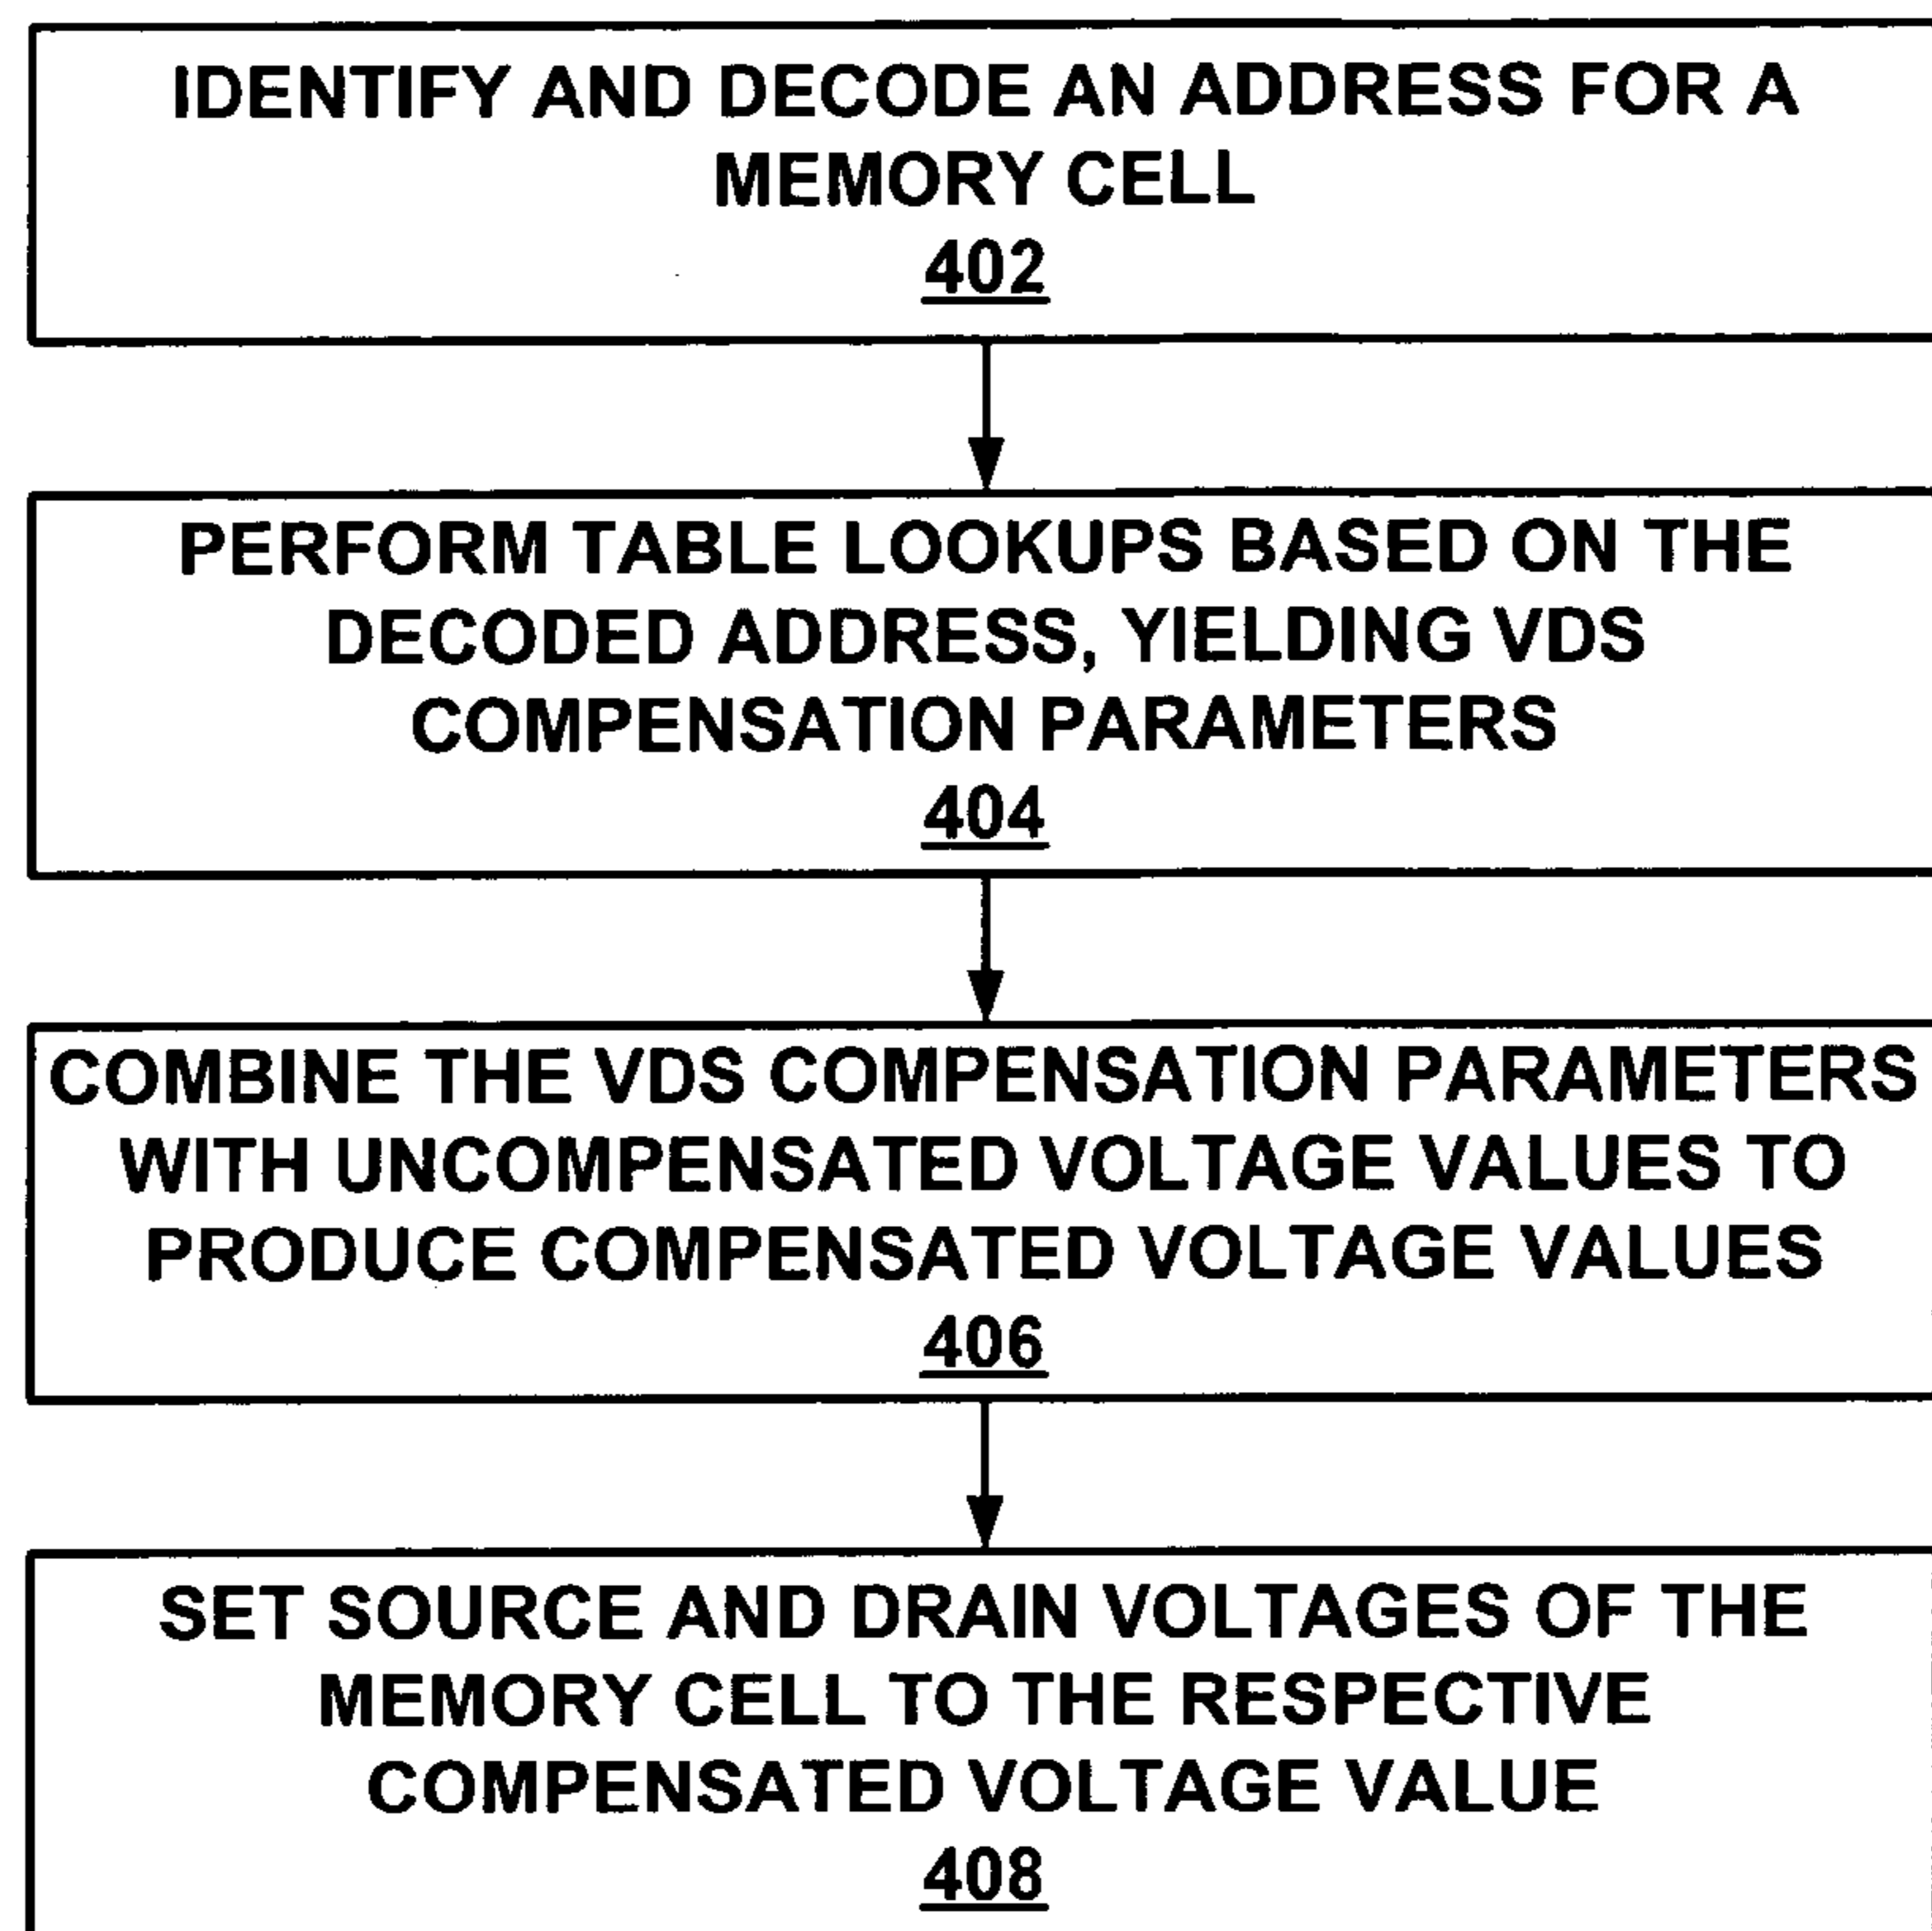 IDENTIFY AND DECODE AN ADDRESS FOR A
MEMORY CELL
402
PERFORM TABLE LOOKUPS BASED ON THE
DECODED ADDRESS, YIELDING VDS
COMPENSATION PARAMETERS
404
COMBINE THE VDS COMPENSATION PARAMETERS
WITH UNCOMPENSATED VOLTAGE VALUES TO
PRODUCE COMPENSATED VOLTAGE VALUES
406
SET SOURCE AND DRAIN VOLTAGES OF THE
MEMORY CELL TO THE RESPECTIVE
COMPENSATED VOLTAGE VALUE
408